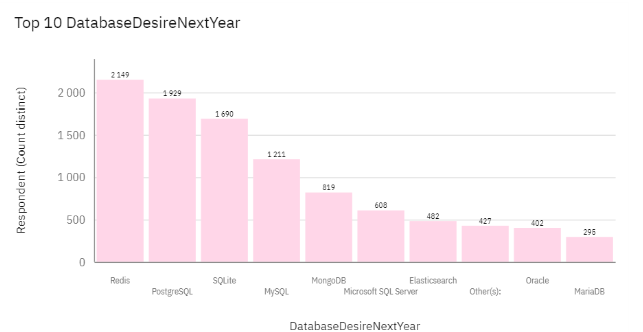 Top 10 DatabaseDesireNextYear
Respondent (Count distinct)
2 000
1 500
1 000
500
0
2 149
1 929
1 690
1 211
819
608
482
427
402
295
Redis
PostgreSQL
SQLite
MySQL
MongoDB
Microsoft SQL Server
Elasticsearch
Other(s):
Oracle
MariaDB
DatabaseDesireNextYear